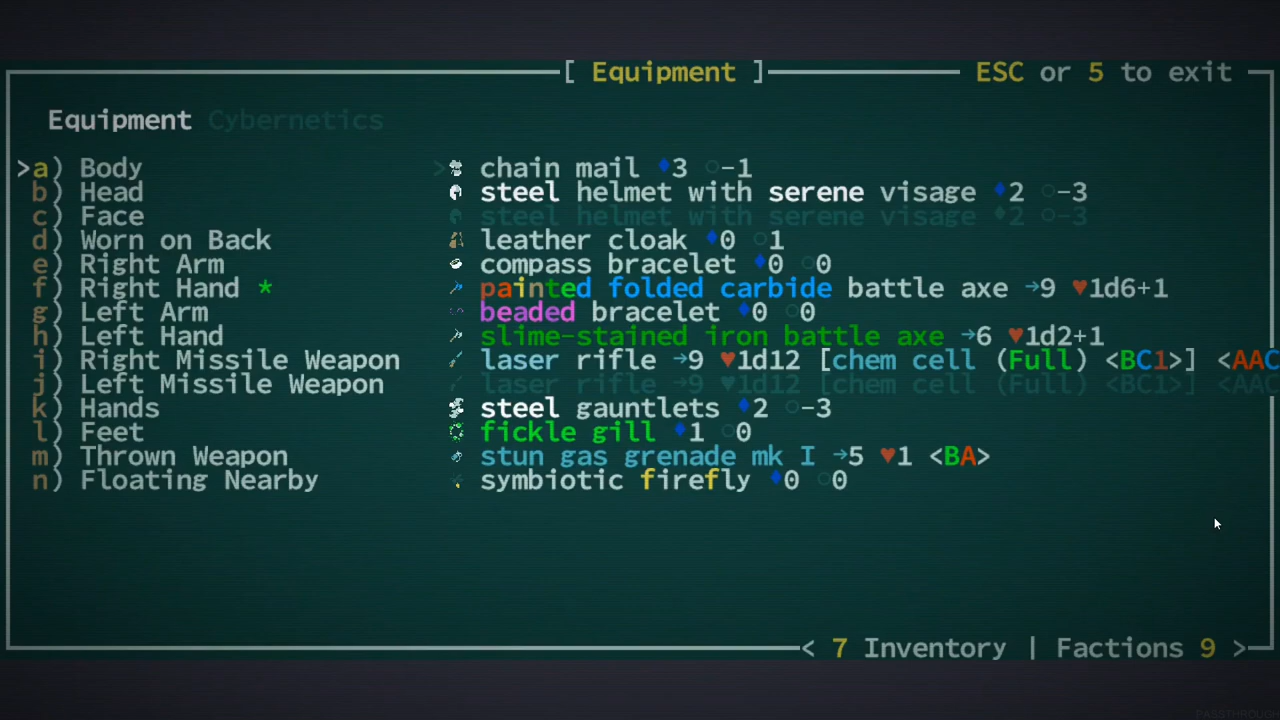 [ Equipment ] ESC or 5 to exit
Equipment Cybernetics
>a) Body > chain mail ♦3 ○-1
b) Head steel helmet with serene visage ♦2 ○-3
c) Face steel helmet with serene visage ♦2 ○-3
d) Worn on Back leather cloak ♦0 ○1
e) Right Arm compass bracelet ♦0 ○0
f) Right Hand * painted folded carbide battle axe →9 ♥1d6+1
g) Left Arm beaded bracelet ♦0 ○0
h) Left Hand slime-stained iron battle axe →6 ♥1d2+1
i) Right Missile Weapon laser rifle →9 ♥1d12 [chem cell (Full) <BC1>] <AAC
j) Left Missile Weapon laser rifle →9 ♥1d12 [chem cell (Full) <BC1>] <AAC
k) Hands steel gauntlets ♦2 ○-3
l) Feet fickle gill ♦1 ○0
m) Thrown Weapon stun gas grenade mk I →5 ♥1 <BA>
n) Floating Nearby symbiotic firefly ♦0 ○0
< 7 Inventory | Factions 9 >